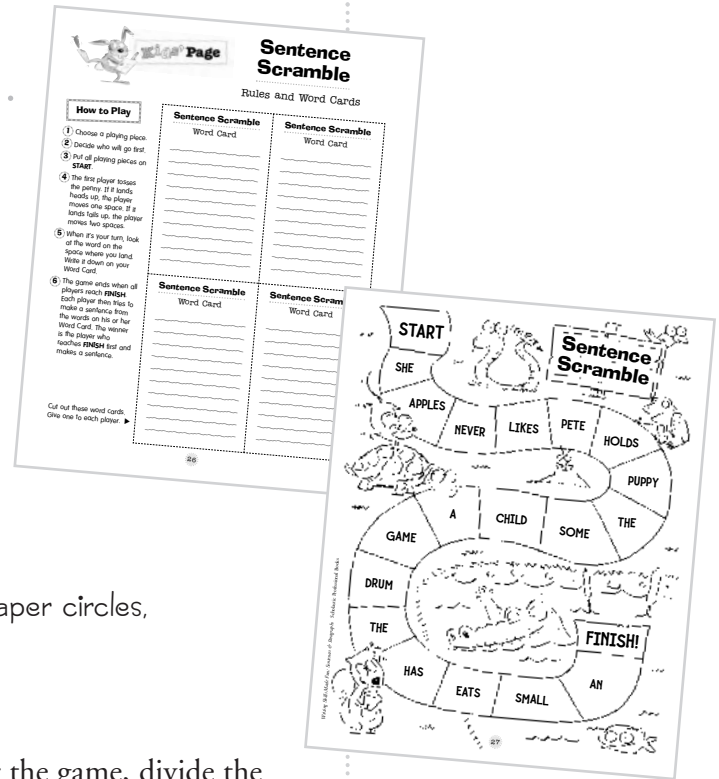 Kids' Page
Sentence
Scramble
Rules and Word Cards
How to Play
1 Choose a playing piece.
2 Decide who will go first.
3 Put all playing pieces on
START.
4 The first player tosses
the penny. If it lands
heads up, the player
moves one space. If it
lands tails up, the player
moves two spaces.
5 When it's your turn, look
at the word on the
space where you land.
Write it down on your
Word Card.
6 The game ends when all
players reach FINISH.
Each player then tries to
make a sentence from
the words on his or her
Word Card. The winner
is the player who
reaches FINISH first and
makes a sentence.
Cut out these word cards.
Give one to each player.
Sentence Scramble
Word Card
Sentence Scramble
Word Card
Sentence Scramble
Word Card
Sentence Scram
Word Card
26
Sentence
Scramble
START
SHE
APPLES
NEVER
LIKES
PETE
HOLDS
PUPPY
THE
SOME
CHILD
A
GAME
DRUM
THE
HAS
EATS
SMALL
AN
FINISH!
27
aper circles,
the game, divide the